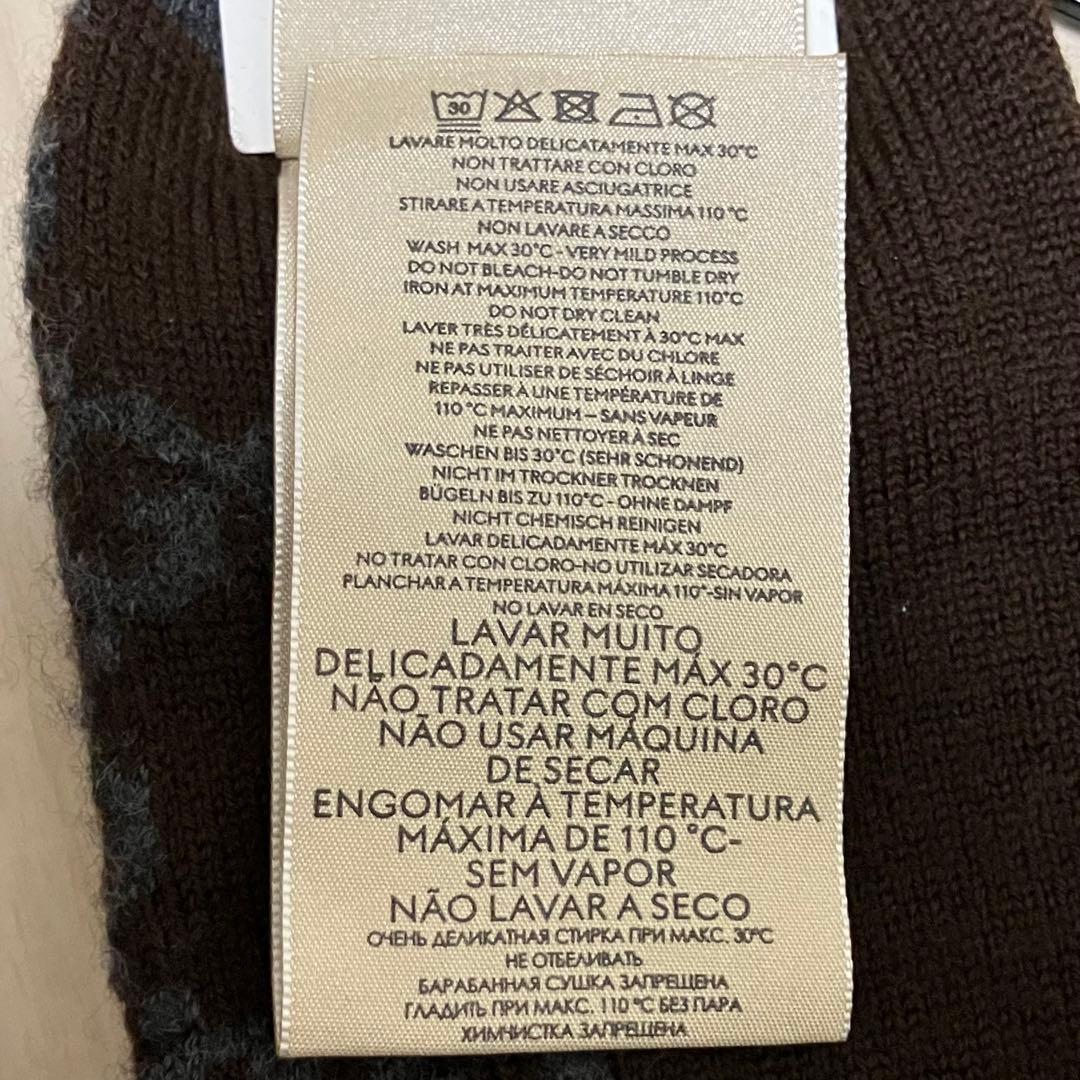 30
LAVARE MOLTO DELICATAMENTE MAX 30°C
NON TRATTARE CON CLORO
NON USARE ASCIUGATRICE
STIRARE A TEMPERATURA MASSIMA 110 °C
NON LAVARE A SECCO
WASH MAX 30°C - VERY MILD PROCESS
DO NOT BLEACH-DO NOT TUMBLE DRY
IRON AT MAXIMUM TEMPERATURE 110°C
DO NOT DRY CLEAN
LAVER TRÈS DÉLICATEMENT À 30°C MAX
NE PAS TRAITER AVEC DU CHLORE
NE PAS UTILISER DE SÉCHOIR À LINGE
REPASSER À UNE TEMPÉRATURE DE
110 °C MAXIMUM – SANS VAPEUR
NE PAS NETTOYER À SEC
WASCHEN BIS 30°C (SEHR SCHONEND)
NICHT IM TROCKNER TROCKNEN
BÜGELN BIS ZU 110°C - OHNE DAMPF
NICHT CHEMISCH REINIGEN
LAVAR DELICADAMENTE MÁX 30°C
NO TRATAR CON CLORO-NO UTILIZAR SECADORA
PLANCHAR A TEMPERATURA MÁXIMA 110°-SIN VAPOR
NO LAVAR EN SECO
LAVAR MUITO
DELICADAMENTE MÁX 30°C
NÃO TRATAR COM CLORO
NÃO USAR MÁQUINA
DE SECAR
ENGOMAR À TEMPERATURA
MÁXIMA DE 110 °C-
SEM VAPOR
NÃO LAVAR A SECO
ОЧЕНЬ ДЕЛИКАТНАЯ СТИРКА ПРИ МАКС. 30°C
НЕ ОТБЕЛИВАТЬ
БАРАБАННАЯ СУШКА ЗАПРЕЩЕНА
ГЛАДИТЬ ПРИ МАКС. 110 °C БЕЗ ПАРА
ХИМЧИСТКА ЗАПРЕЩЕНА